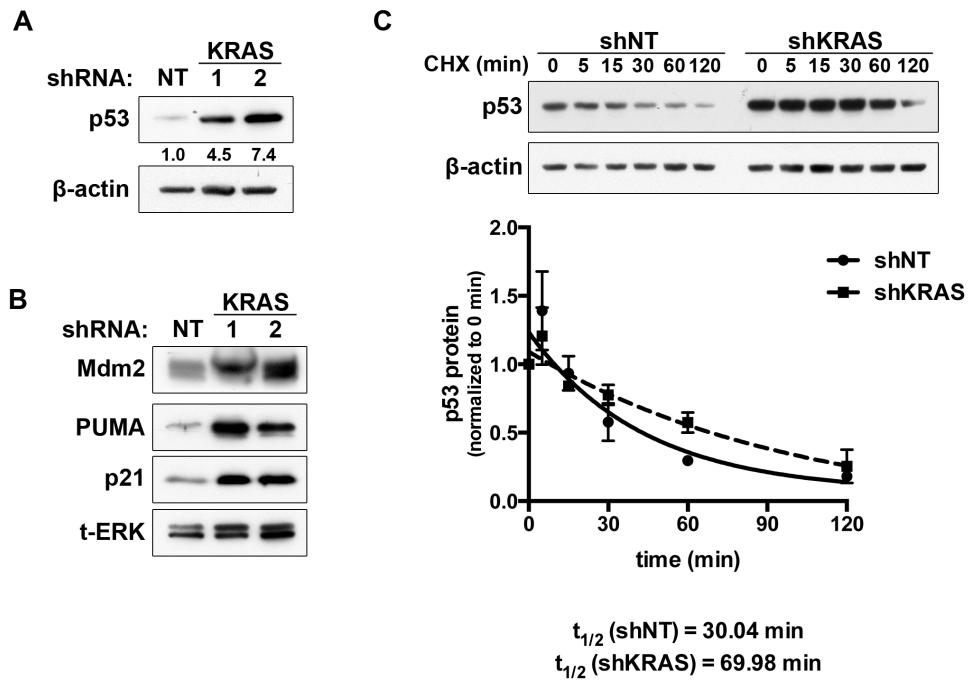 A
KRAS
shRNA: NT 1 2
p53
1.0 4.5 7.4
β-actin
B
KRAS
shRNA: NT 1 2
Mdm2
PUMA
p21
t-ERK
C
shNT shKRAS
CHX (min) 0 5 15 30 60 120 0 5 15 30 60 120
p53
β-actin
p53 protein
(normalized to 0 min)
2.0
1.5
1.0
0.5
0.0
0 30 60 90 120
time (min)
shNT
shKRAS
t1/2 (shNT) = 30.04 min
t1/2 (shKRAS) = 69.98 min